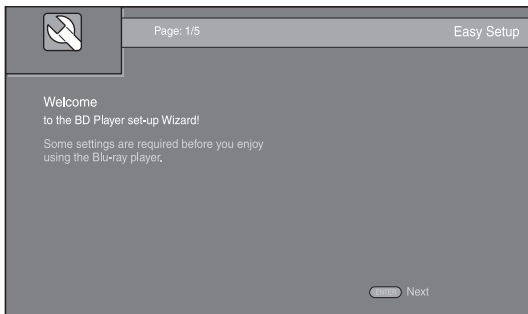 Page: 1/5
Easy Setup
Welcome
to the BD Player set-up Wizard!
Some settings are required before you enjoy
using the Blu-ray player.
ENTER Next